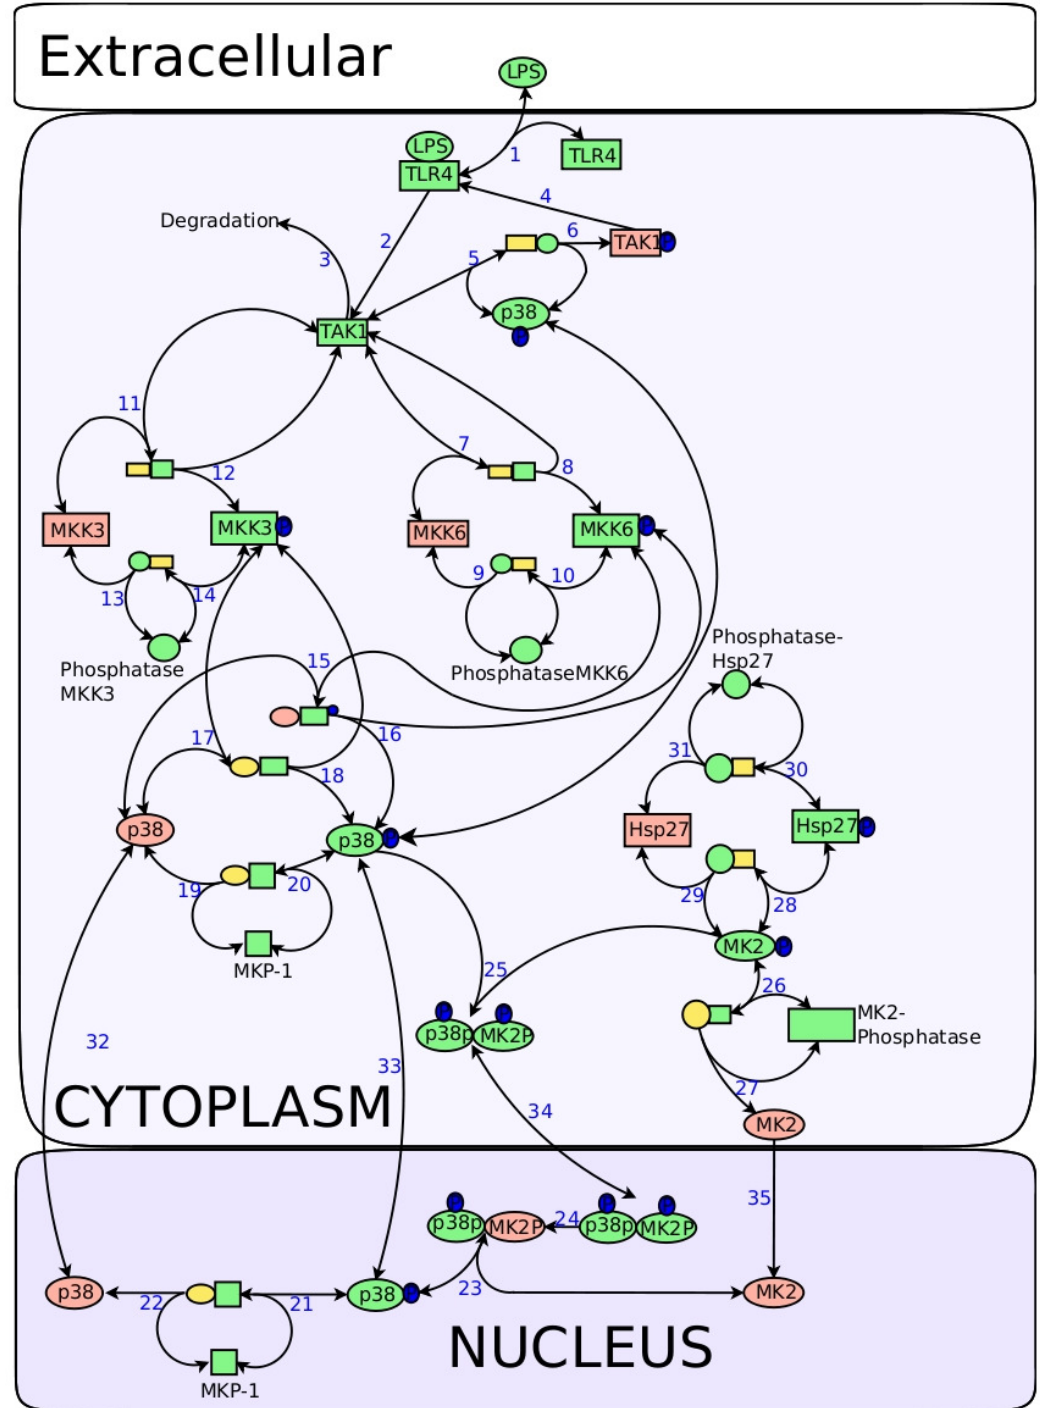 Extracellular
LPS
LPS
TLR4
TLR4
1
4
Degradation
2
3
5
6
TAK1
P
p38
P
TAK1
11
12
7
8
MKK3
MKK3
P
MKK6
MKK6
P
13
14
9
10
Phosphatase
MKK3
PhosphataseMKK6
Phosphatase-
Hsp27
15
16
17
18
31
30
p38
p38
P
Hsp27
Hsp27
P
19
20
29
28
MKP-1
MK2
P
25
26
P
P
p38p
MK2P
MK2-
Phosphatase
32
33
27
34
CYTOPLASM
MK2
35
P
P
P
p38p
MK2P
24
p38p
MK2P
p38
22
21
p38
P
23
MK2
NUCLEUS
MKP-1